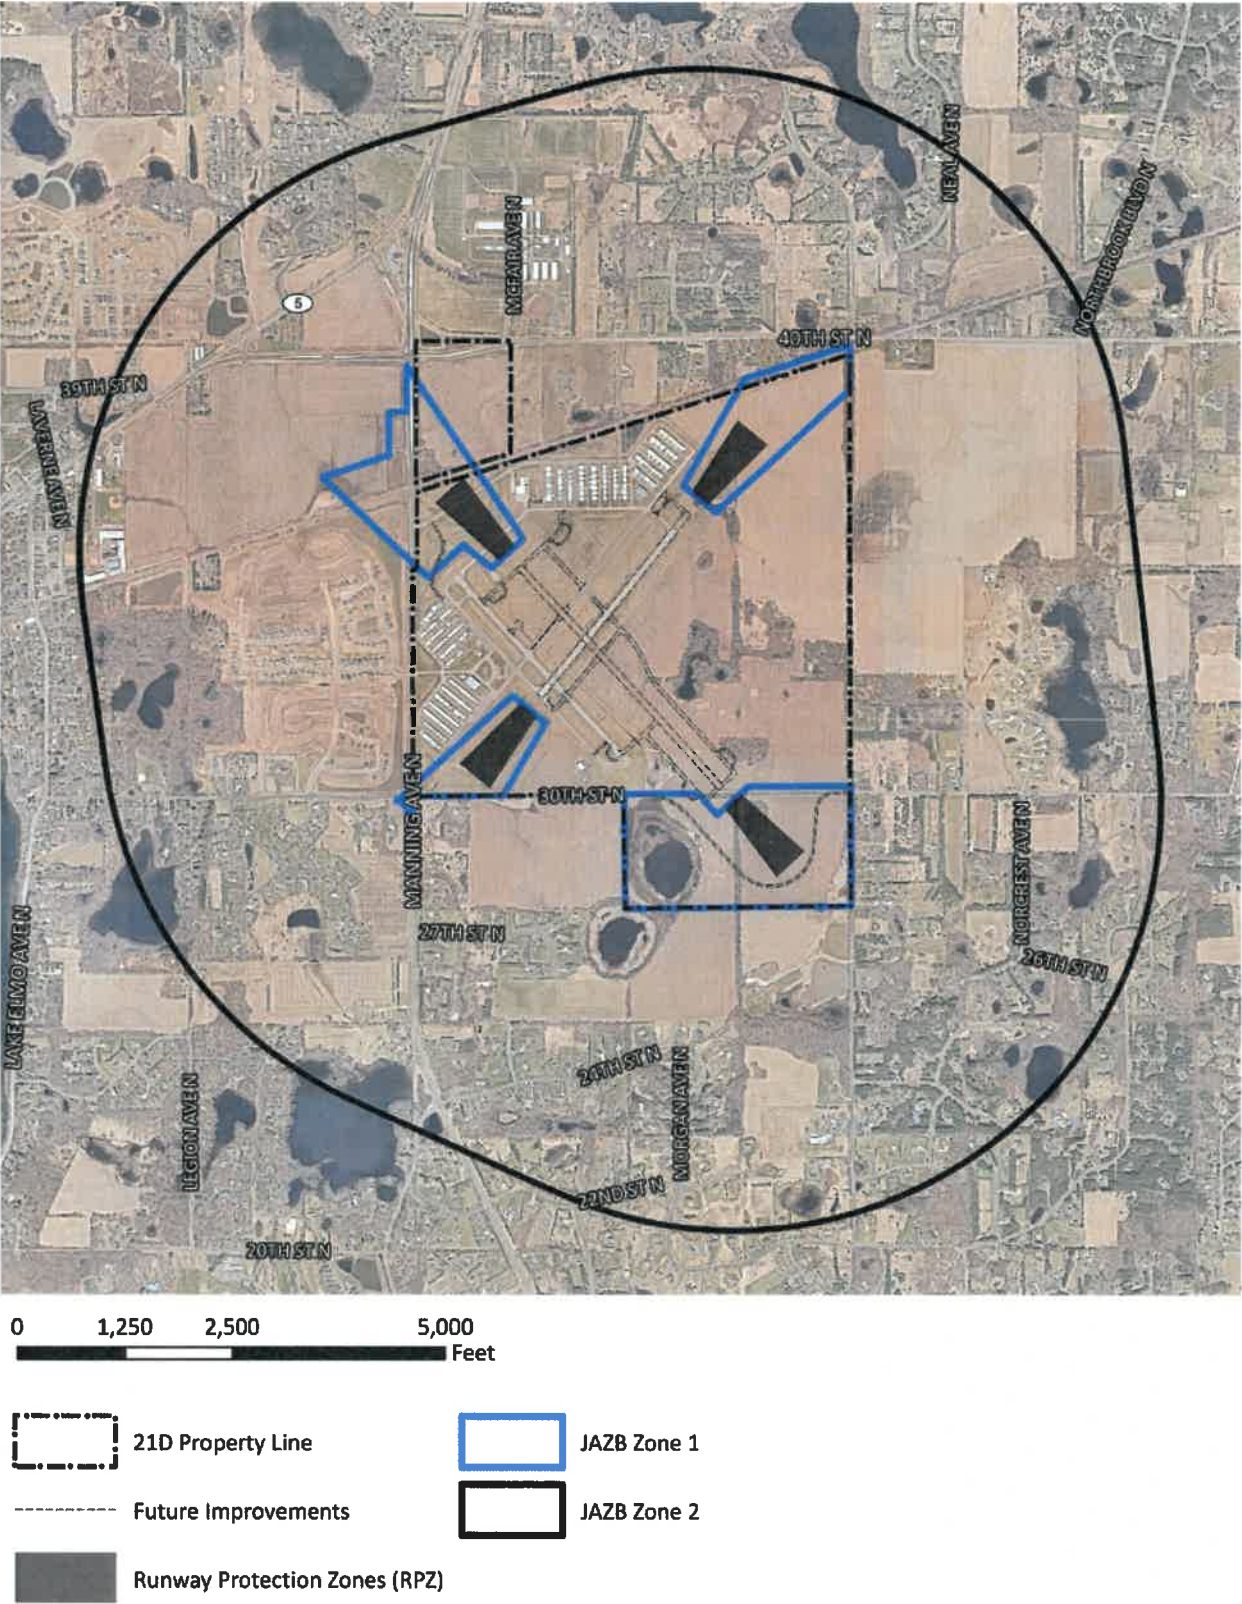 NEAL AVE N
NORTHBROOK BLVD N
MCFAIR AVE N
5
40TH ST N
39TH ST N
LAVERNE AVE N
MANNING AVE N
30TH ST N
NORCREST AVE N
27TH ST N
26TH ST N
LAKE ELMO AVE N
24TH ST N
MORGAN AVE N
LEGION AVE N
22ND ST N
20TH ST N
0 1,250 2,500 5,000
Feet
21D Property Line
JAZB Zone 1
Future Improvements
JAZB Zone 2
Runway Protection Zones (RPZ)